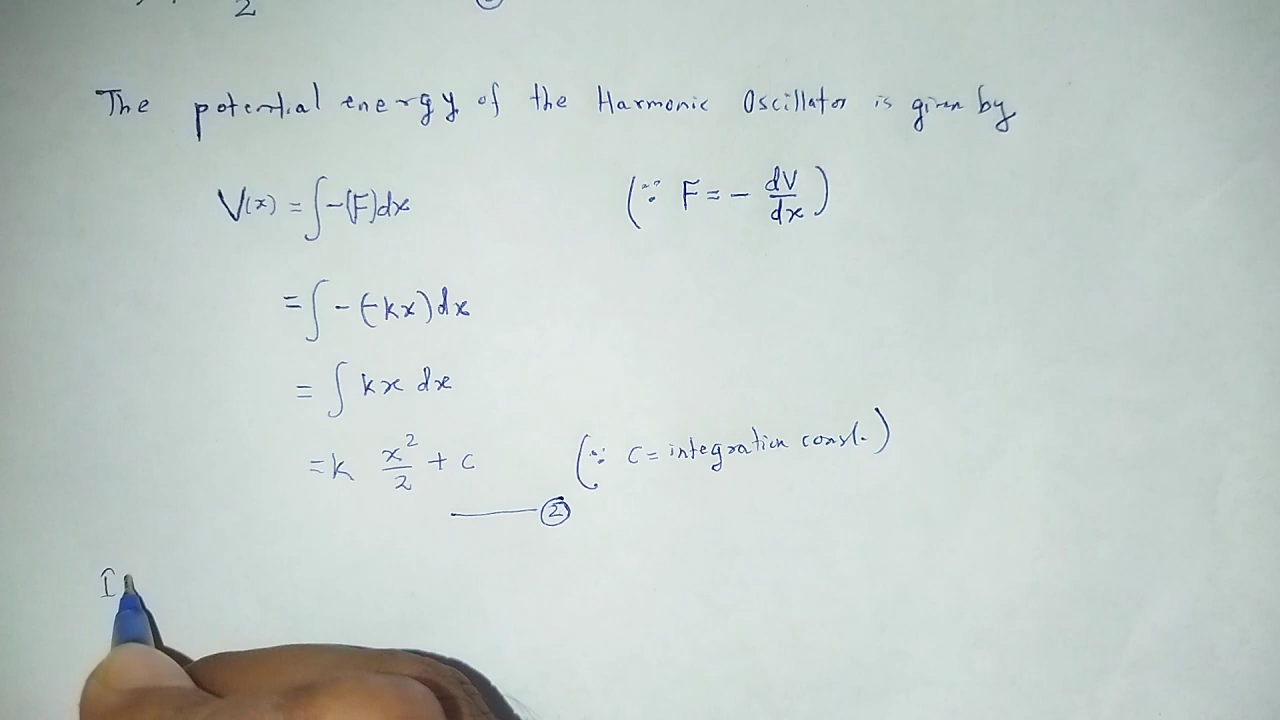 2
The potential energy of the Harmonic Oscillator is given by
V(x) = ∫-(F)dx (∵ F = - dV/dx)
= ∫ - (-kx)dx
= ∫ kx dx
= k x²/2 + c (∵ c = integration const.)
②
I